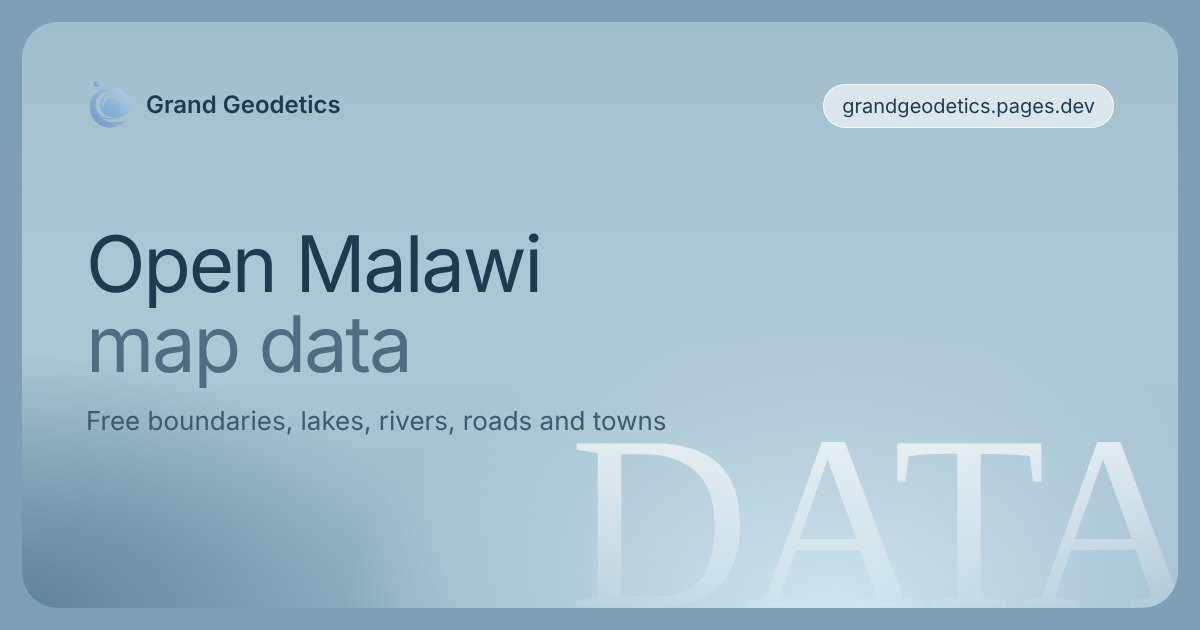 Grand Geodetics
grandgeodetics.pages.dev
Open Malawi
map data
Free boundaries, lakes, rivers, roads and towns
DATA